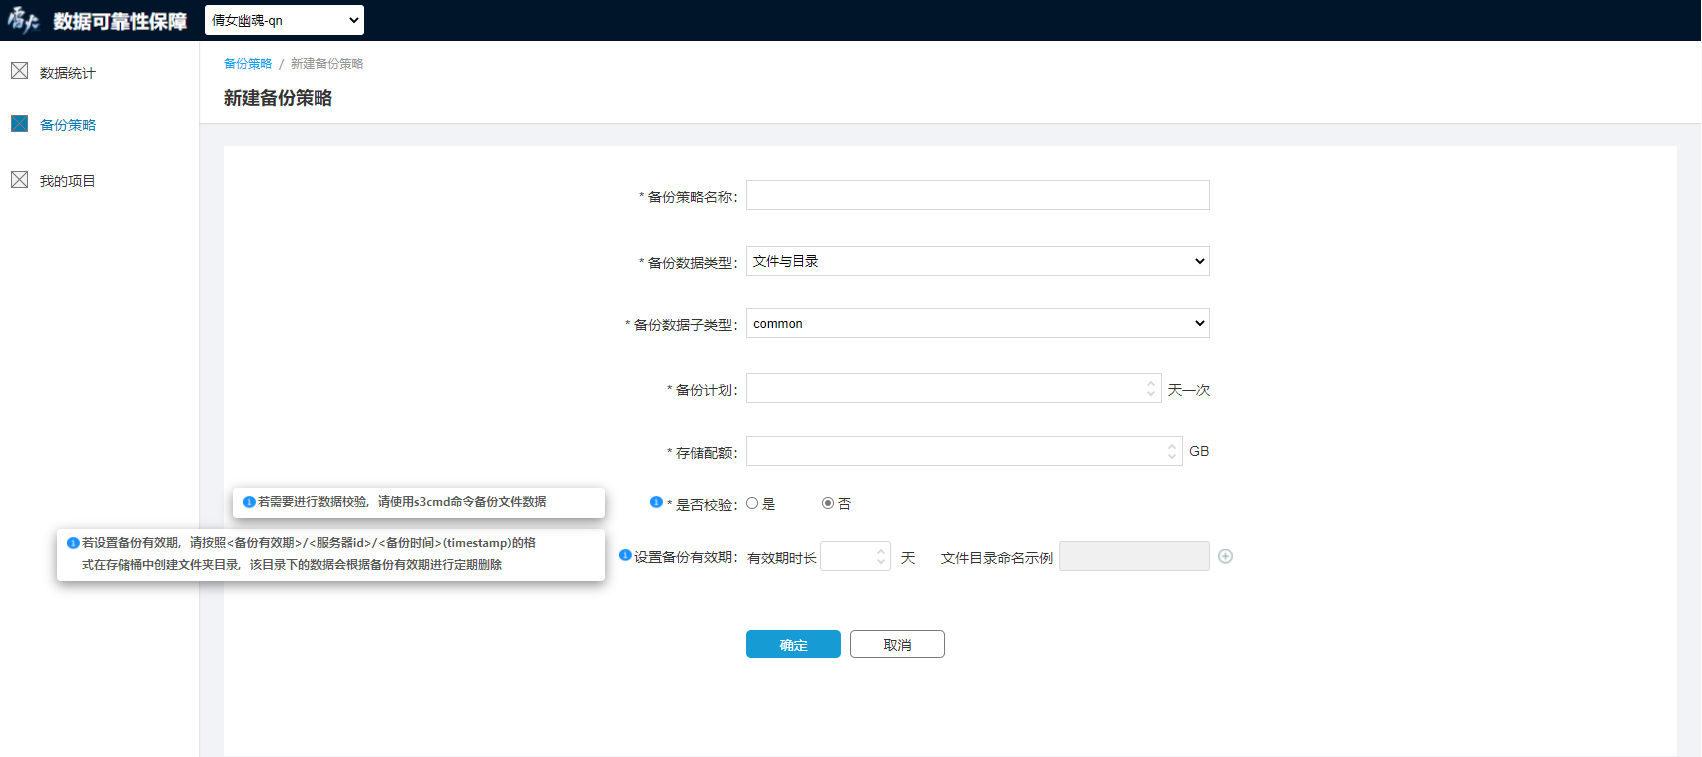 雷火 数据可靠性保障 倩女幽魂-qn
数据统计
备份策略
我的项目
备份策略 / 新建备份策略
新建备份策略
* 备份策略名称：
* 备份数据类型： 文件与目录
* 备份数据子类型： common
* 备份计划： 天一次
* 存储配额： GB
若需要进行数据校验，请使用s3cmd命令备份文件数据
* 是否校验： 是 否
若设置备份有效期，请按照<备份有效期>/<服务器id>/<备份时间>(timestamp)的格
式在存储桶中创建文件夹目录，该目录下的数据会根据备份有效期进行定期删除
设置备份有效期： 有效期时长 天 文件目录命名示例
确定 取消